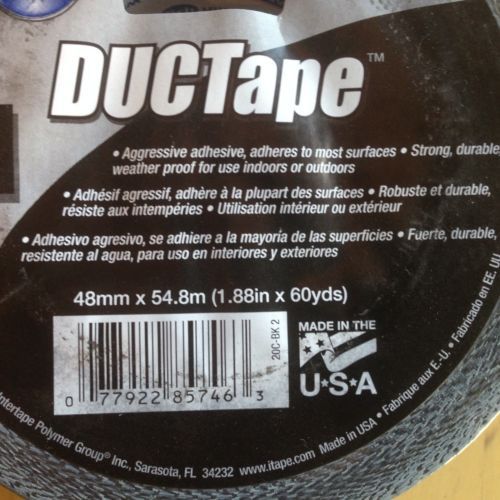 DUCTape™
• Aggressive adhesive, adheres to most surfaces • Strong, durable,
weather proof for use indoors or outdoors
• Adhésif agressif, adhère à la plupart des surfaces • Robuste et durable,
résiste aux intempéries • Utilisation intérieur ou extérieur
• Adhesivo agresivo, se adhiere a la mayoría de las superficies • Fuerte, durable,
resistente al agua, para uso en interiores y exteriores
48mm x 54.8m (1.88in x 60yds)
20C-BK 2
0 77922 85746 3
MADE IN THE
U★S★A
Intertape Polymer Group® Inc., Sarasota, FL 34232 www.itape.com Made in USA • Fabrique aux E.-U. • Fabricado en EE. UU.